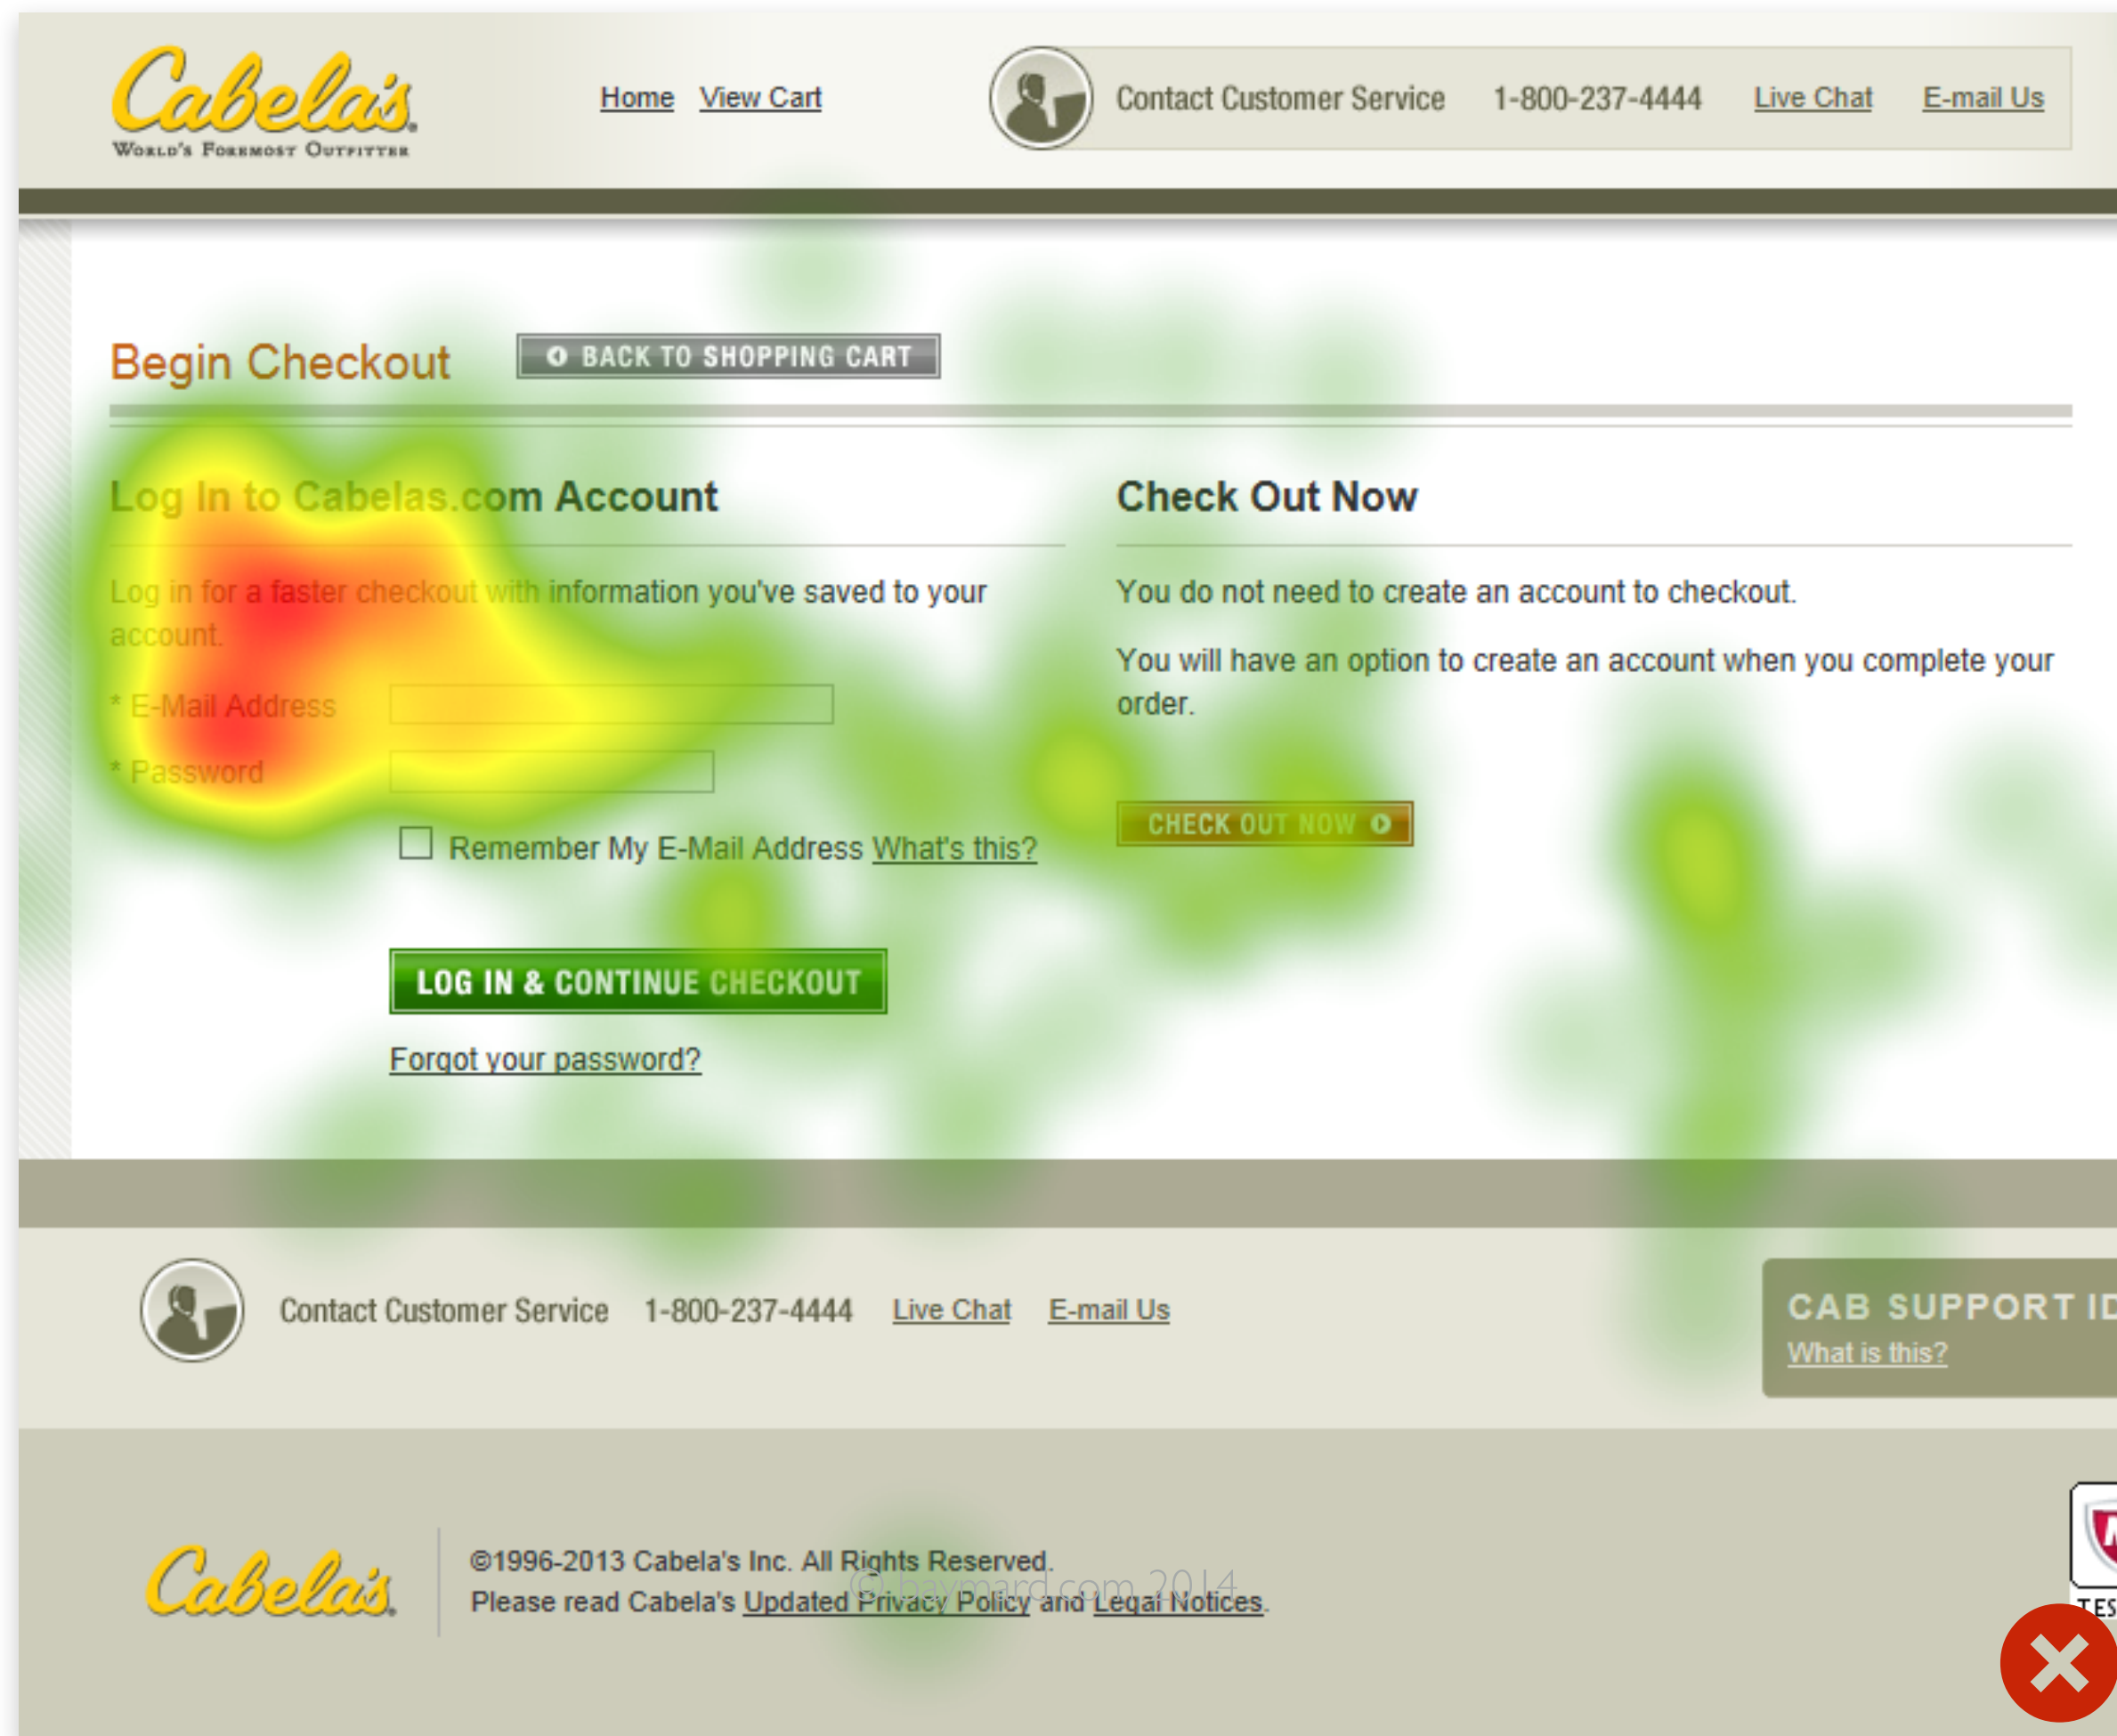 Cabela's
WORLD'S FOREMOST OUTFITTER
Home View Cart
Contact Customer Service 1-800-237-4444 Live Chat E-mail Us
Begin Checkout
BACK TO SHOPPING CART
Log In to Cabelas.com Account
Log in for a faster checkout with information you've saved to your
account.
* E-Mail Address
* Password
Remember My E-Mail Address What's this?
LOG IN & CONTINUE CHECKOUT
Forgot your password?
Check Out Now
You do not need to create an account to checkout.
You will have an option to create an account when you complete your
order.
CHECK OUT NOW
Contact Customer Service 1-800-237-4444 Live Chat E-mail Us
CAB SUPPORT ID
What is this?
Cabela's
©1996-2013 Cabela's Inc. All Rights Reserved.
Please read Cabela's Updated Privacy Policy and Legal Notices.
© baymard.com 2014